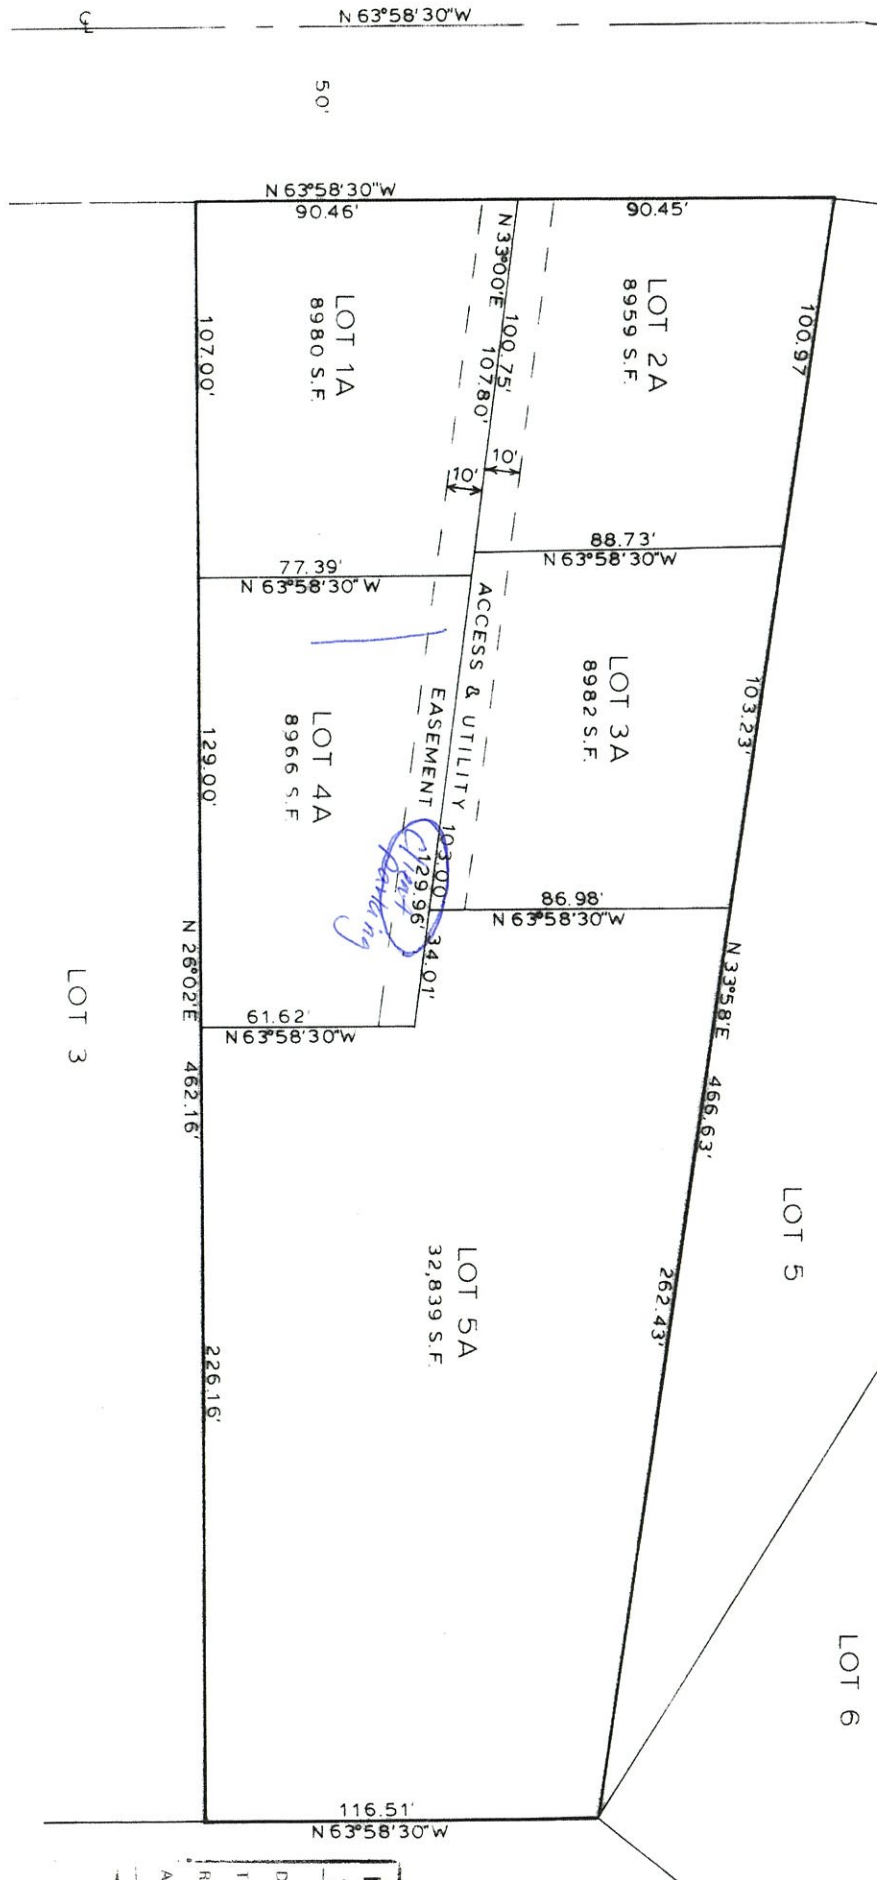 N 63°58'30"W
℄
50'
N 63°58'30"W
90.46'
90.45'
N 33°00'E
100.75'
107.80'
100.97
LOT 2A
8959 S.F.
LOT 1A
8980 S.F.
107.00'
10'
10'
88.73'
N 63°58'30"W
77.39'
N 63°58'30"W
ACCESS & UTILITY
EASEMENT
LOT 3A
8982 S.F.
103.23'
LOT 4A
8966 S.F.
129.00'
103.00'
129.96'
34.01'
Client
parking
86.98'
N 63°58'30"W
N 33°58'E 466.63'
61.62'
N 63°58'30"W
N 26°02'E 462.16'
LOT 3
LOT 5
LOT 5A
32,839 S.F.
262.43'
226.16'
LOT 6
116.51'
N 63°58'30"W
D
T
R
A